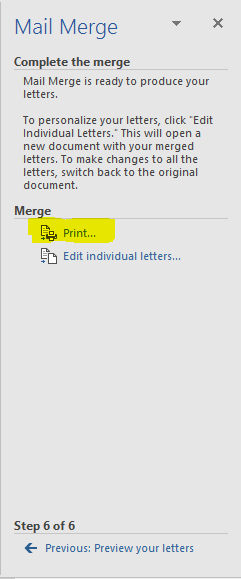 Mail Merge
Complete the merge
Mail Merge is ready to produce your
letters.
To personalize your letters, click "Edit
Individual Letters." This will open a
new document with your merged
letters. To make changes to all the
letters, switch back to the original
document.
Merge
Print...
Edit individual letters...
Step 6 of 6
Previous: Preview your letters